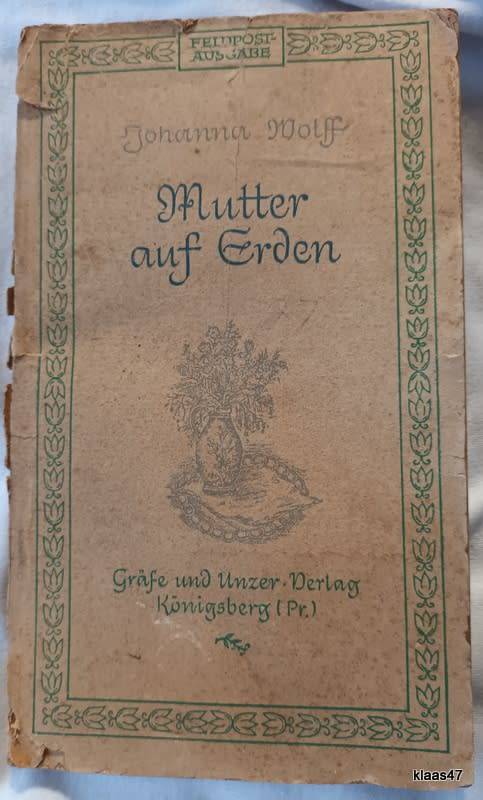 FELDPOST-
AUSGABE
Johanna Wolff
Mutter
auf Erden
Gräfe und Unzer-Verlag
Königsberg (Pr.)
klaas47